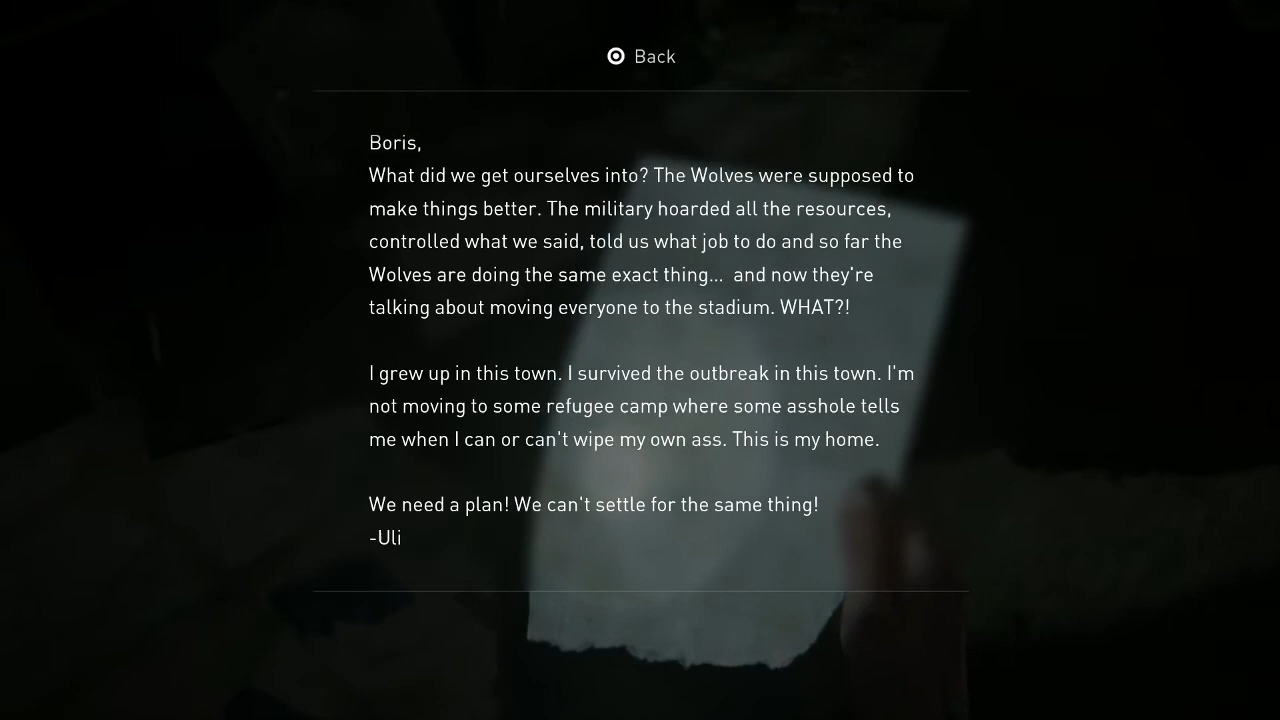 Back
Boris,
What did we get ourselves into? The Wolves were supposed to
make things better. The military hoarded all the resources,
controlled what we said, told us what job to do and so far the
Wolves are doing the same exact thing...  and now they're
talking about moving everyone to the stadium. WHAT?!
I grew up in this town. I survived the outbreak in this town. I'm
not moving to some refugee camp where some asshole tells
me when I can or can't wipe my own ass. This is my home.
We need a plan! We can't settle for the same thing!
-Uli